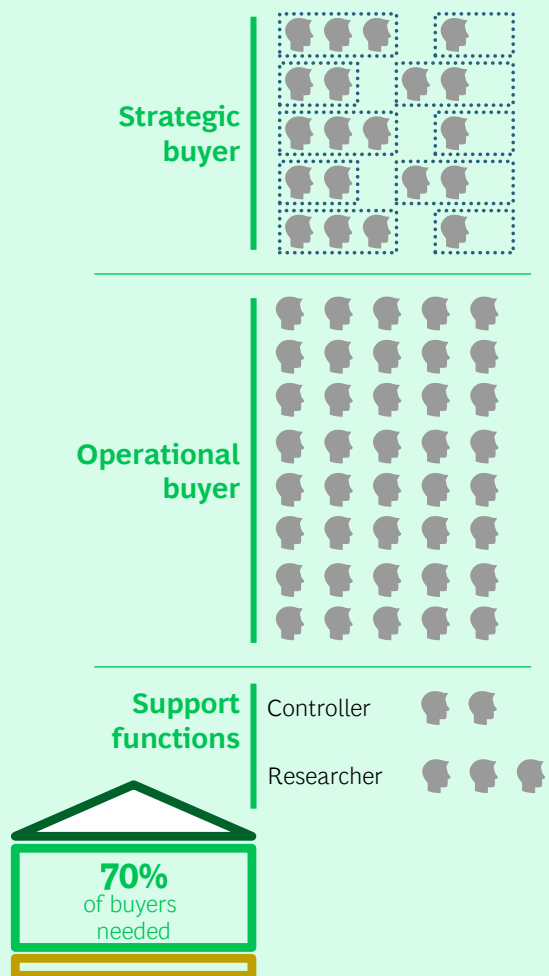 Strategic
buyer
Operational
buyer
Support
functions
Controller
Researcher
70%
of buyers
needed